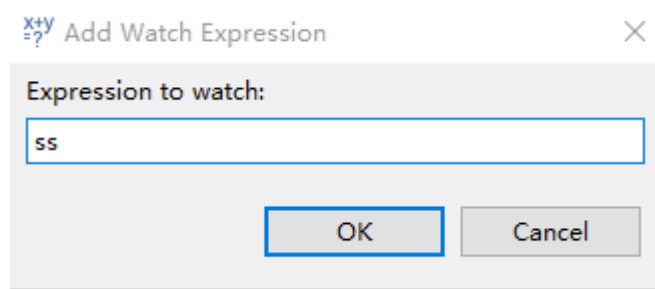 x+y
=?
Add Watch Expression
Expression to watch:
ss
OK
Cancel